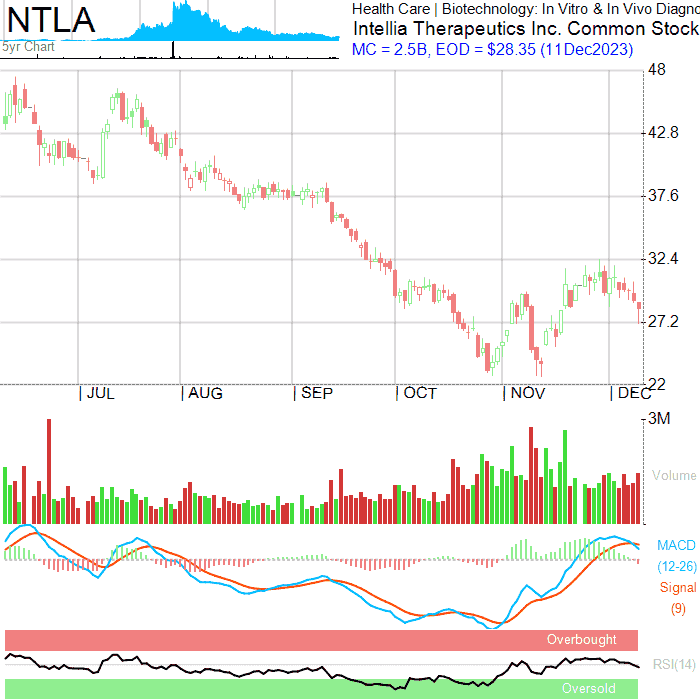 NTLA
5yr Chart
Health Care | Biotechnology: In Vitro & In Vivo Diagno
Intellia Therapeutics Inc. Common Stock
MC = 2.5B, EOD = $28.35 (11Dec2023)
48
42.8
37.6
32.4
27.2
22
| JUL | AUG | SEP | OCT | NOV | DEC
3M
Volume
MACD
(12-26)
Signal
(9)
Overbought
RSI(14)
Oversold